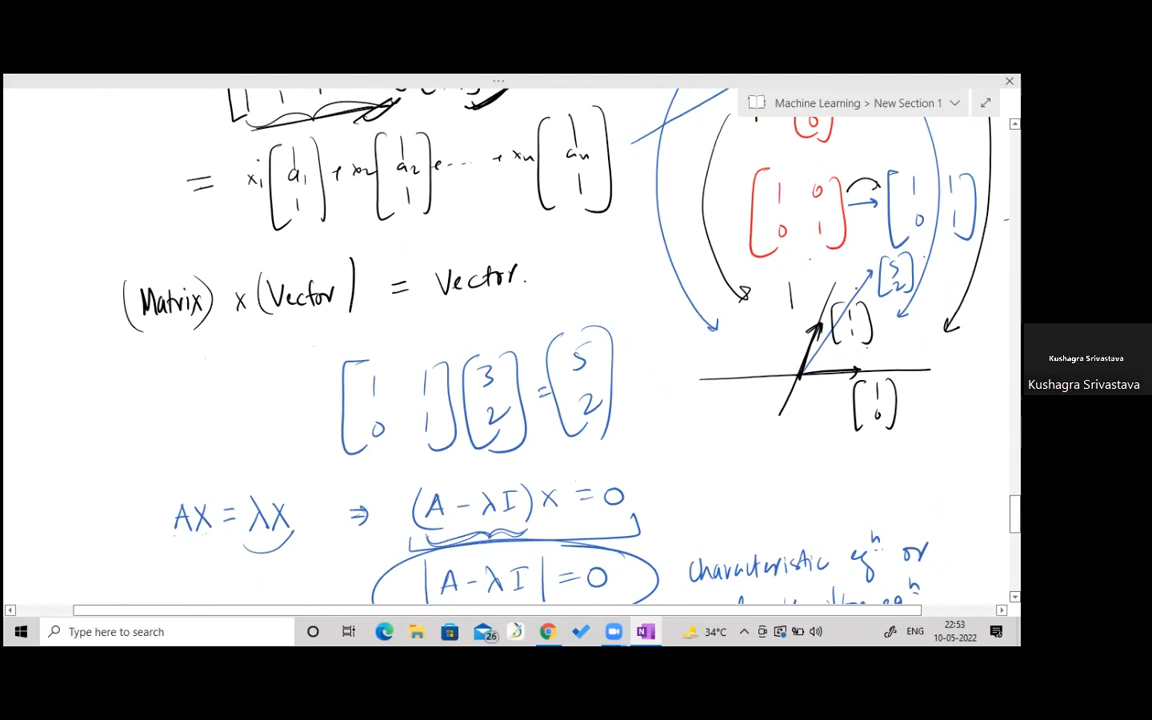 Machine Learning > New Section 1
= x₁ [ | a₁ | ] + x₂ [ | a₂ | ] + ···· + xₙ [ | aₙ | ]
[ 1 0 ; 0 1 ] → [ 1 1 ; 0 1 ]
[ 5 ; 2 ]
(Matrix) x (Vector) = Vector.
[ 1 ; 1 ]
[ 1 ; 0 ]
[ 1 1 ; 0 1 ] [ 3 ; 2 ] = [ 5 ; 2 ]
AX = λX ⇒ (A - λI) X = 0
|A - λI| = 0
characteristic eqⁿ or
Kushagra Srivastava
Kushagra Srivastava
Type here to search
26
34°C
ENG
22:53
10-05-2022